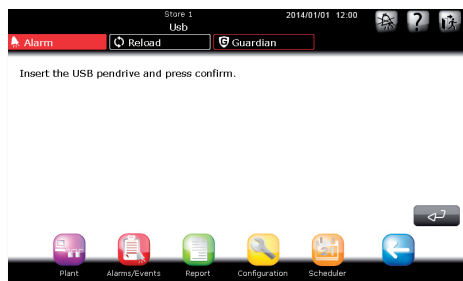 Store 1
2014/01/01 12:00
Usb
Alarm
Reload
Guardian
Insert the USB pendrive and press confirm.
Plant
Alarms/Events
Report
Configuration
Scheduler